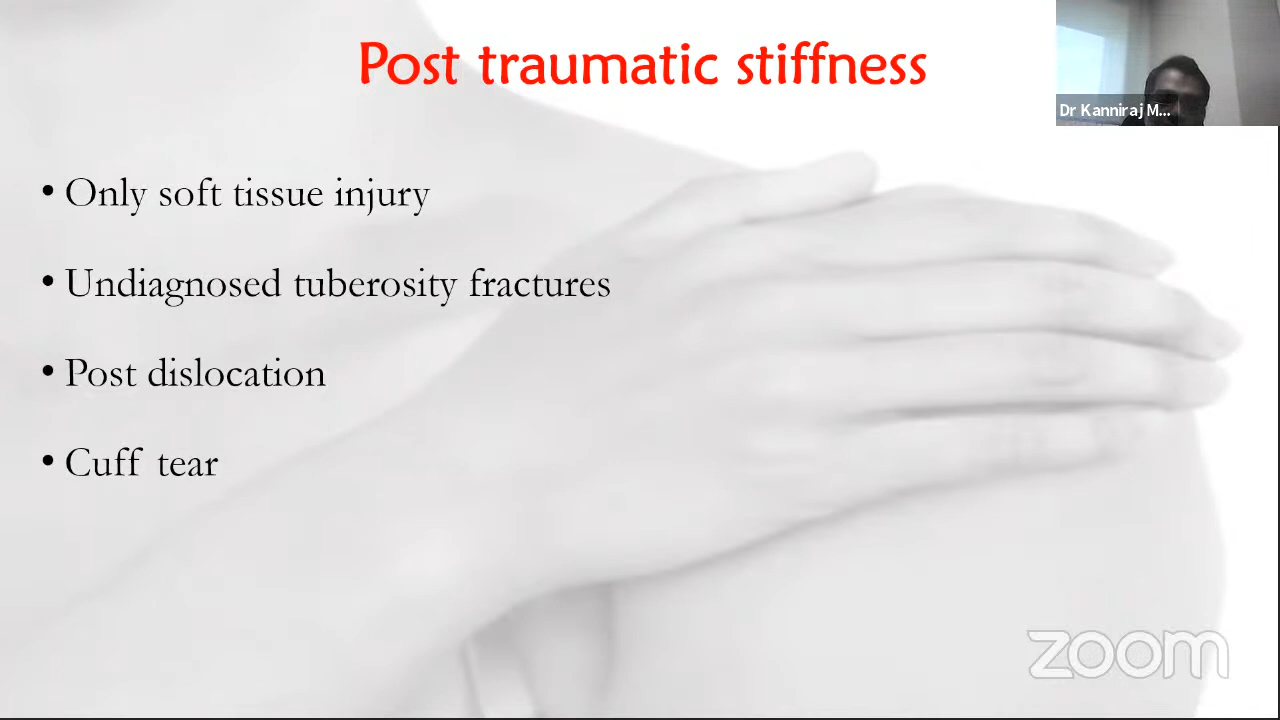 Post traumatic stiffness
Dr Kanniraj M...
• Only soft tissue injury
• Undiagnosed tuberosity fractures
• Post dislocation
• Cuff tear
zoom